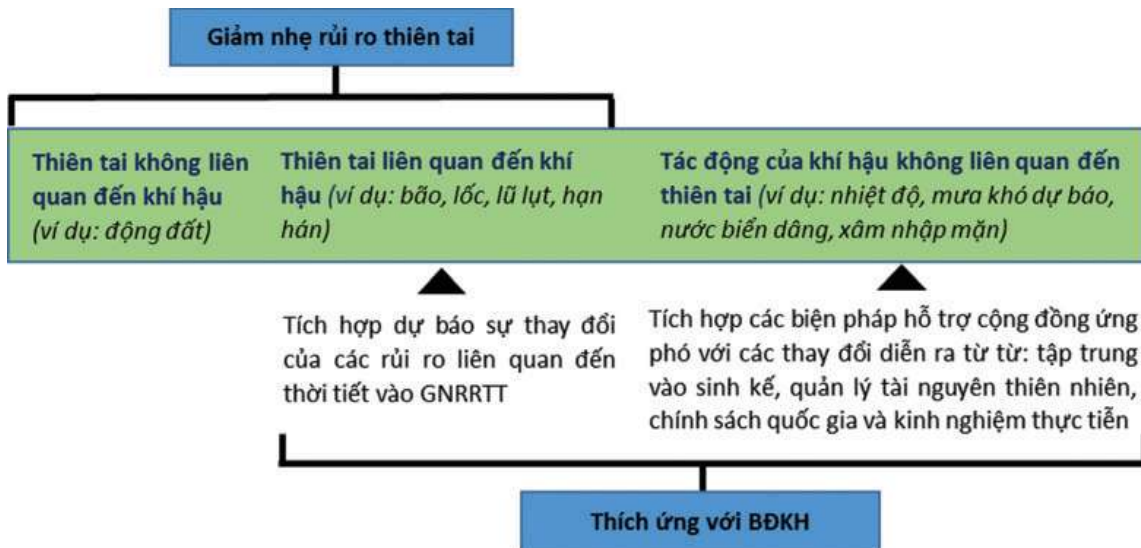 Giảm nhẹ rủi ro thiên tai
Thiên tai không liên
quan đến khí hậu
(ví dụ: động đất)
Thiên tai liên quan đến khí
hậu (ví dụ: bão, lốc, lũ lụt, hạn
hán)
Tác động của khí hậu không liên quan đến
thiên tai (ví dụ: nhiệt độ, mưa khó dự báo,
nước biển dâng, xâm nhập mặn)
Tích hợp dự báo sự thay đổi
của các rủi ro liên quan đến
thời tiết vào GNRRTT
Tích hợp các biện pháp hỗ trợ cộng đồng ứng
phó với các thay đổi diễn ra từ từ: tập trung
vào sinh kế, quản lý tài nguyên thiên nhiên,
chính sách quốc gia và kinh nghiệm thực tiễn
Thích ứng với BĐKH